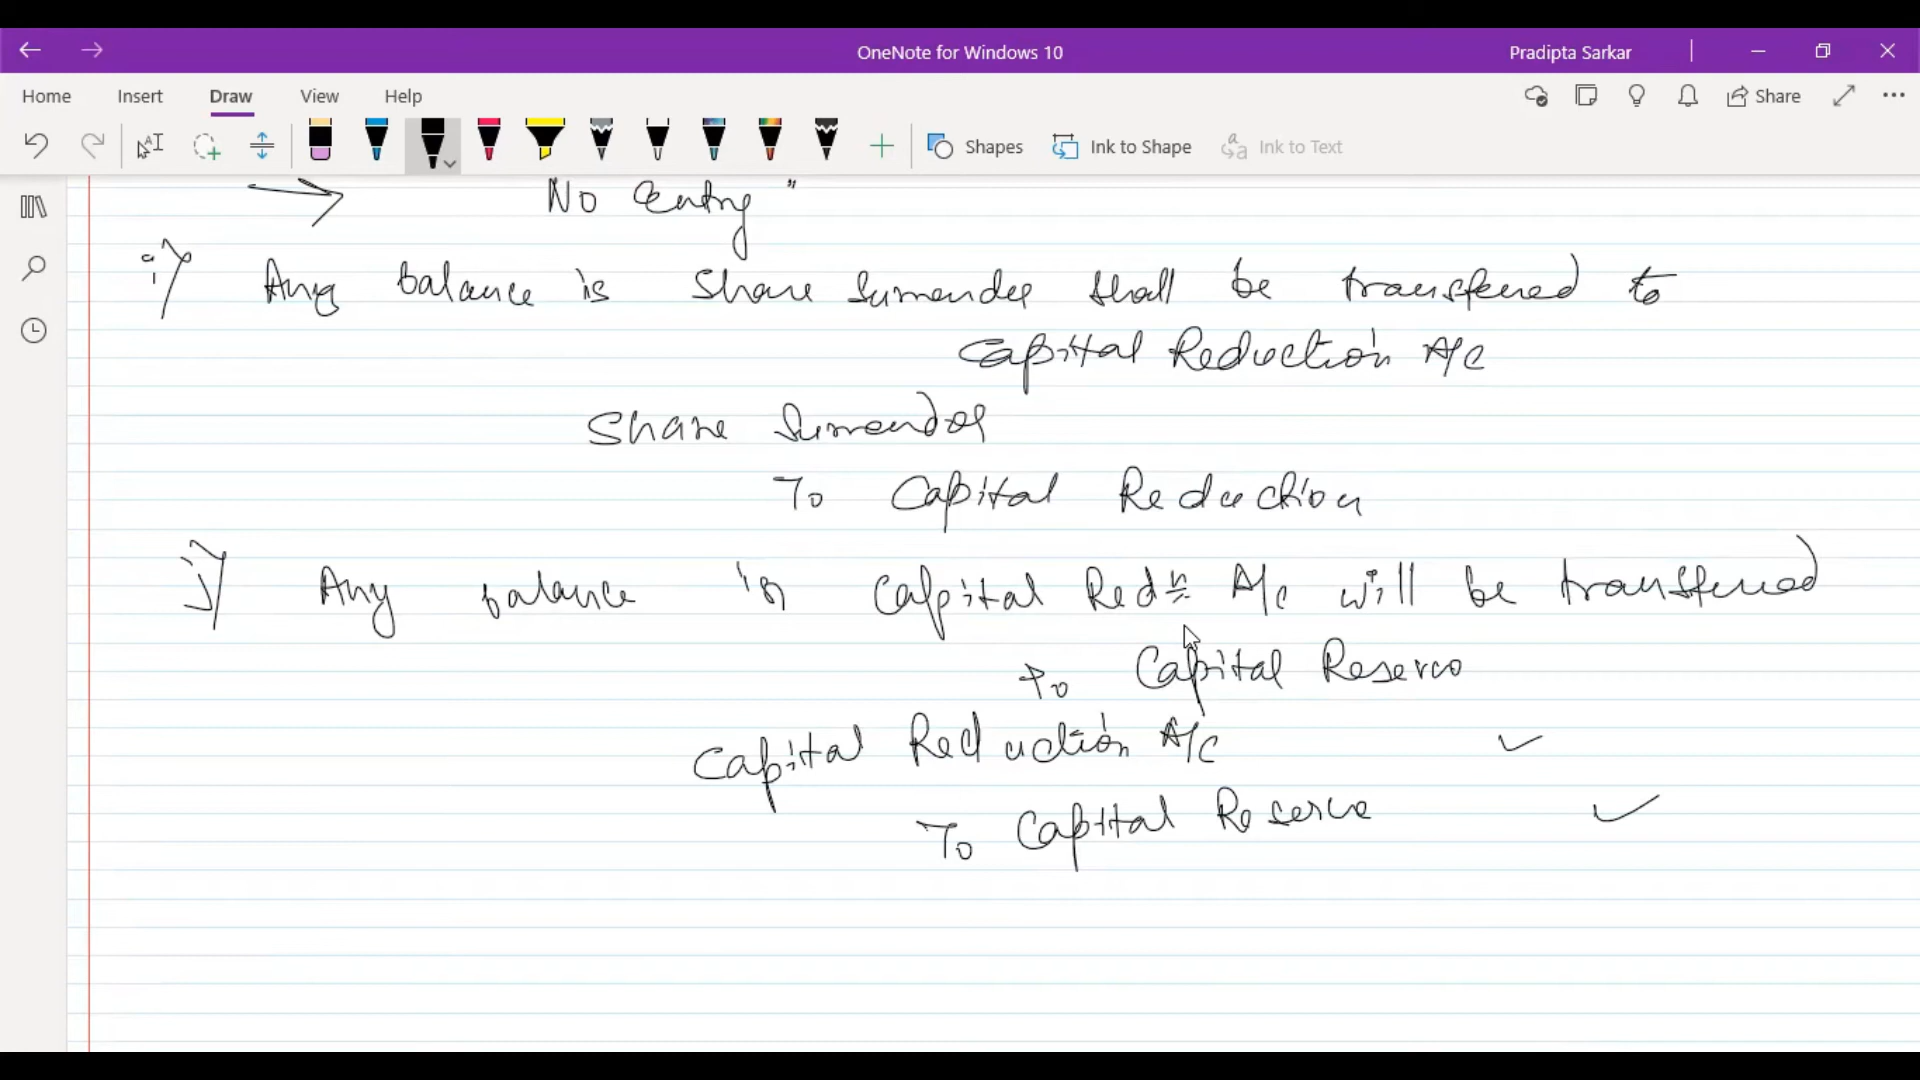 OneNote for Windows 10
Pradipta Sarkar
Home Insert Draw View Help
Share
Shapes Ink to Shape Ink to Text
→ No Entry "
i) Any balance is Share Surrender shall be transferred to
Capital Reduction A/C
Share Surrender
To Capital Reduction
j) Any balance in Capital Redn A/c will be transferred
to Capital Reserve
Capital Reduction A/C ✓
To Capital Reserve ✓